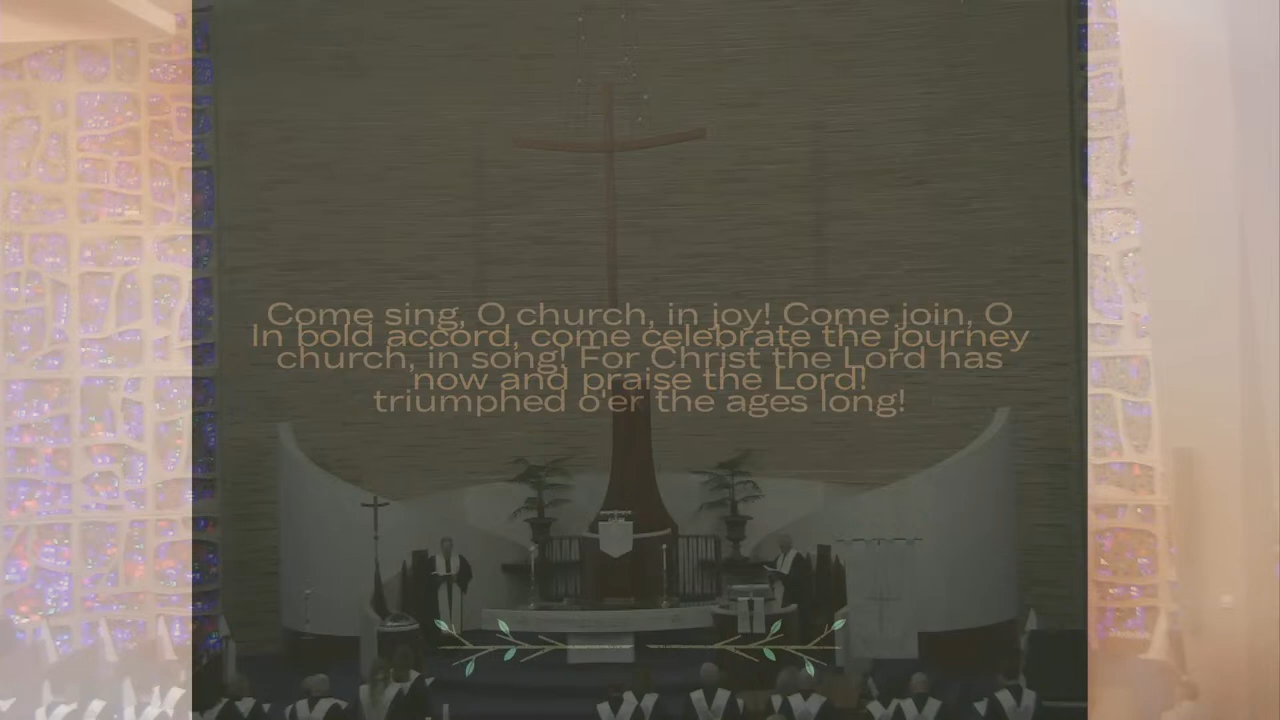 Come sing, O church, in joy! Come join, O
In bold accord, come celebrate the journey
church, in song! For Christ the Lord has
now and praise the Lord!
triumphed o'er the ages long!